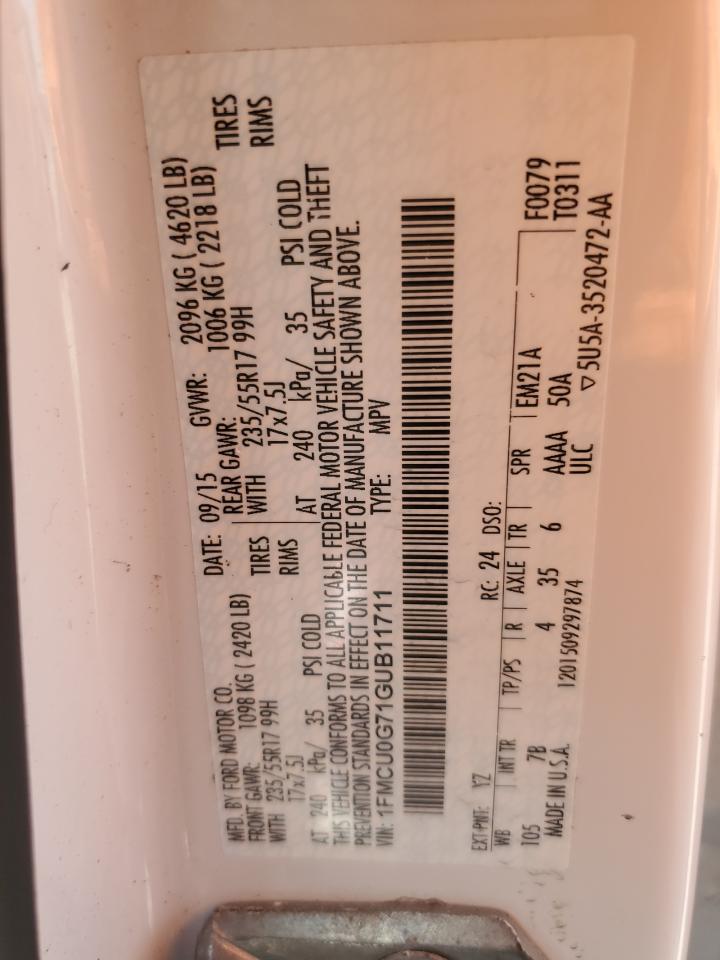 MFD. BY FORD MOTOR CO.
DATE: 09/15 GVWR: 2096 KG ( 4620 LB)
FRONT GAWR: 1098 KG ( 2420 LB) REAR GAWR: 1006 KG ( 2218 LB)
WITH 235/55R17 99H TIRES WITH 235/55R17 99H TIRES
17x7.5J RIMS 17x7.5J RIMS
AT 240 kPa/ 35 PSI COLD AT 240 kPa/ 35 PSI COLD
THIS VEHICLE CONFORMS TO ALL APPLICABLE FEDERAL MOTOR VEHICLE SAFETY AND THEFT
PREVENTION STANDARDS IN EFFECT ON THE DATE OF MANUFACTURE SHOWN ABOVE.
VIN: 1FMCU0G71GUB11711 TYPE: MPV
EXT PNT: YZ RC: 24 DSO:
WB INT TR TP/PS R AXLE TR SPR EM21A F0079
105 7B 4 35 6 AAAA 50A T0311
ULC
MADE IN U.S.A. 1201509297874 ▽5U5A-3520472-AA